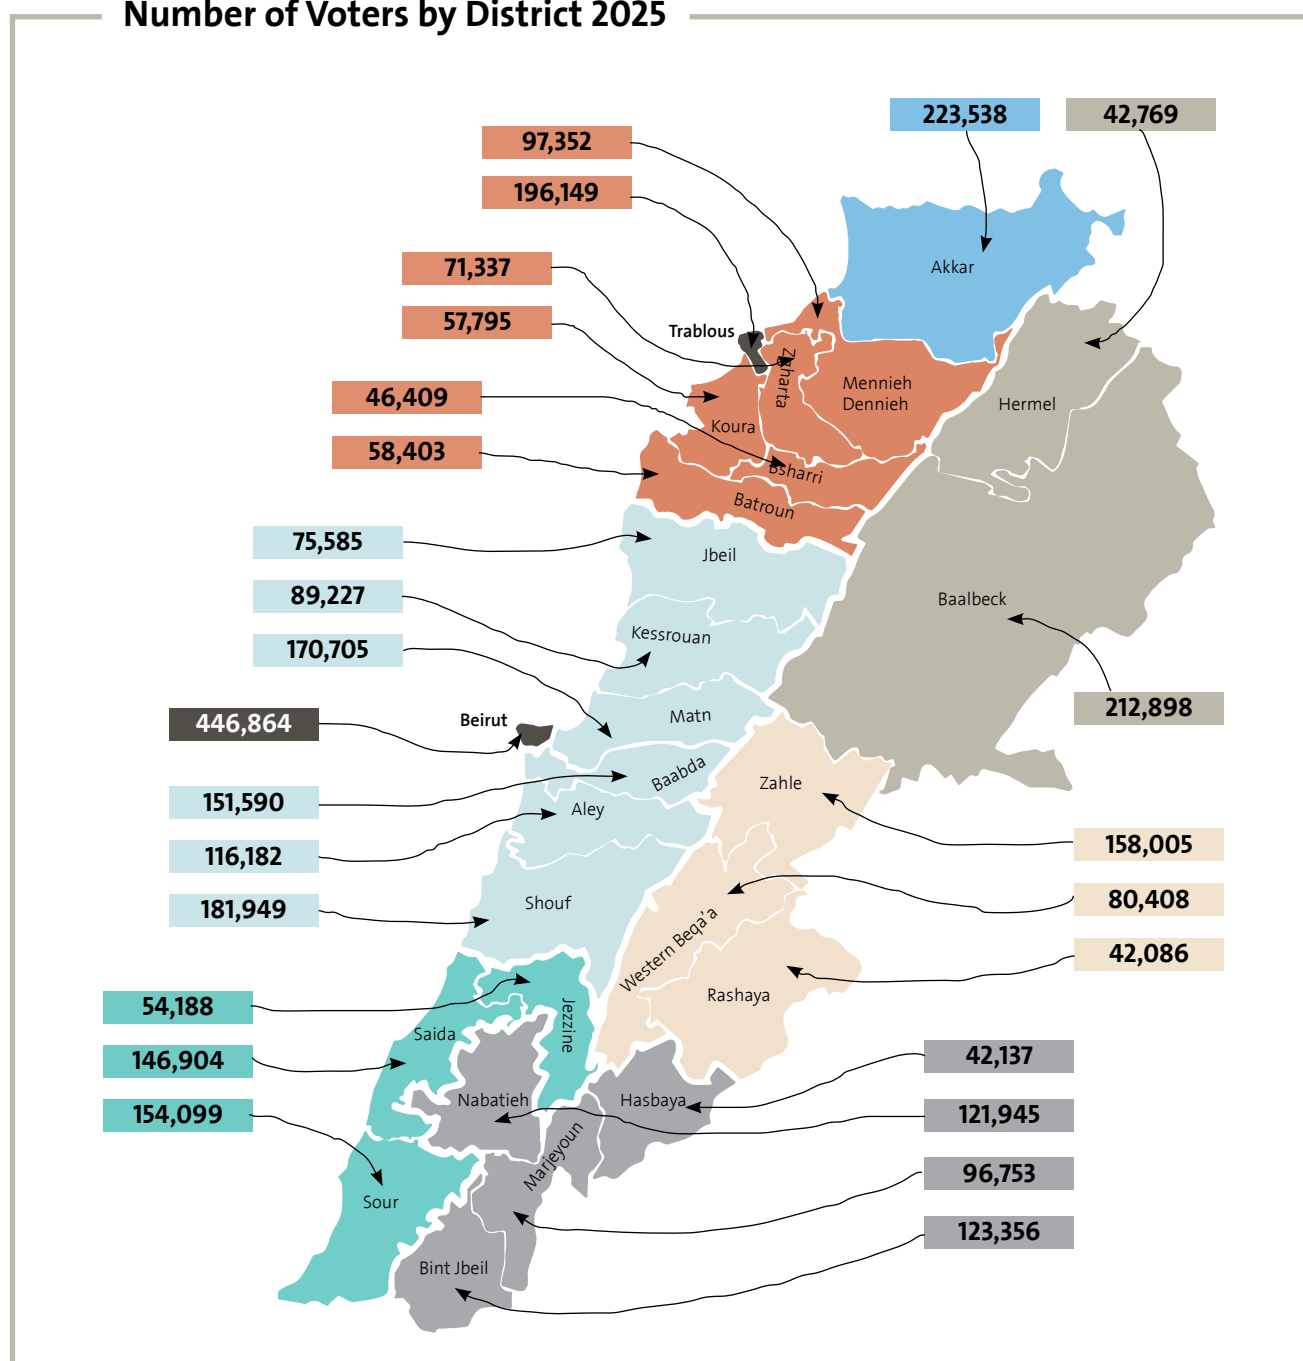 Number of Voters by District 2025
223,538
42,769
97,352
196,149
71,337
57,795
46,409
58,403
Akkar
Trablous
Zgharta
Mennieh
Dennieh
Hermel
Koura
Bsharri
Batroun
75,585
89,227
170,705
Jbeil
Kessrouan
Baalbeck
212,898
446,864
Beirut
Matn
151,590
116,182
181,949
Baabda
Aley
Shouf
Zahle
158,005
80,408
42,086
Western Beqa'a
Rashaya
54,188
146,904
154,099
Saida
Jezzine
Nabatieh
Hasbaya
Marjeyoun
Sour
Bint Jbeil
42,137
121,945
96,753
123,356